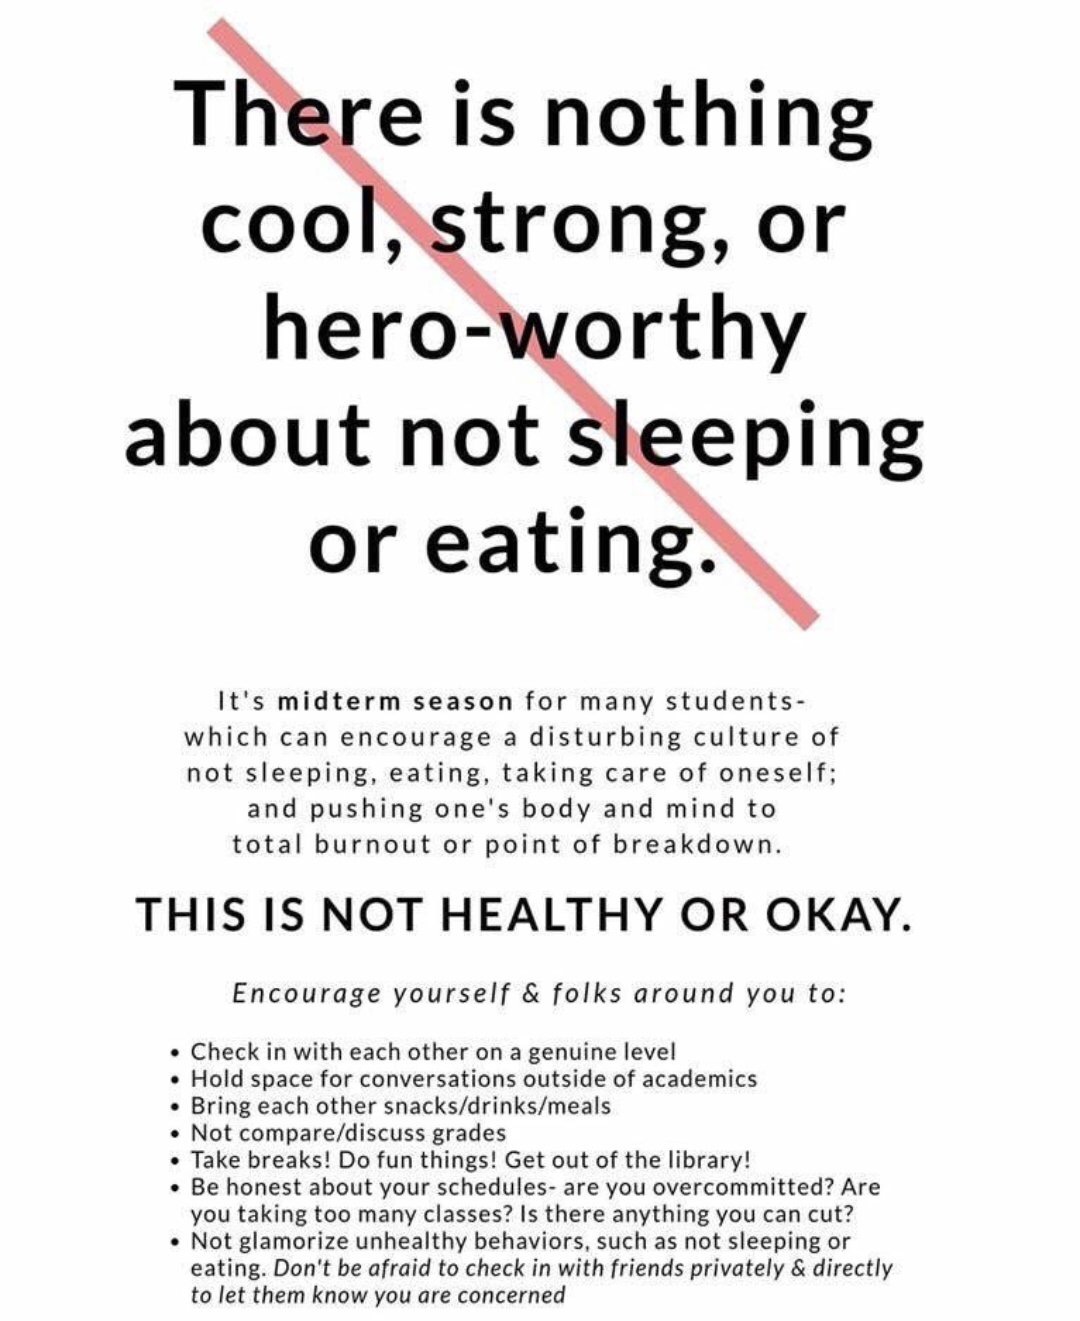 There is nothing
cool, strong, or
hero-worthy
about not sleeping
or eating.
It's midterm season for many students-
which can encourage a disturbing culture of
not sleeping, eating, taking care of oneself;
and pushing one's body and mind to
total burnout or point of breakdown.
THIS IS NOT HEALTHY OR OKAY.
Encourage yourself & folks around you to:
• Check in with each other on a genuine level
• Hold space for conversations outside of academics
• Bring each other snacks/drinks/meals
• Not compare/discuss grades
• Take breaks! Do fun things! Get out of the library!
• Be honest about your schedules- are you overcommitted? Are
you taking too many classes? Is there anything you can cut?
• Not glamorize unhealthy behaviors, such as not sleeping or
eating. Don't be afraid to check in with friends privately & directly
to let them know you are concerned